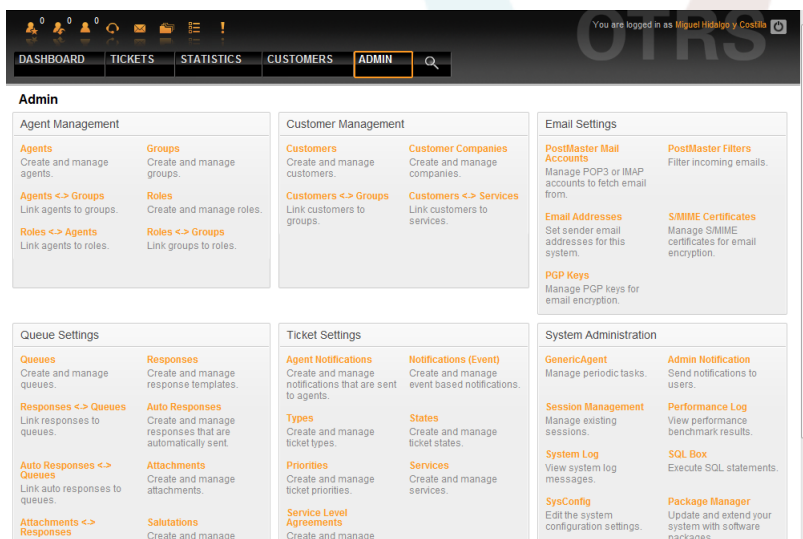 0 0 0
You are logged in as Miguel Hidalgo y Costilla
OTRS
DASHBOARD TICKETS STATISTICS CUSTOMERS ADMIN
Admin
Agent Management
Agents
Create and manage
agents.
Groups
Create and manage
groups.
Agents <-> Groups
Link agents to groups.
Roles
Create and manage roles.
Roles <-> Agents
Link agents to roles.
Roles <-> Groups
Link groups to roles.
Customer Management
Customers
Create and manage
customers.
Customer Companies
Create and manage
companies.
Customers <-> Groups
Link customers to
groups.
Customers <-> Services
Link customers to
services.
Email Settings
PostMaster Mail
Accounts
Manage POP3 or IMAP
accounts to fetch email
from.
PostMaster Filters
Filter incoming emails.
Email Addresses
Set sender email
addresses for this
system.
S/MIME Certificates
Manage S/MIME
certificates for email
encryption.
PGP Keys
Manage PGP keys for
email encryption.
Queue Settings
Queues
Create and manage
queues.
Responses
Create and manage
response templates.
Responses <-> Queues
Link responses to
queues.
Auto Responses
Create and manage
responses that are
automatically sent.
Auto Responses <->
Queues
Link auto responses to
queues.
Attachments
Create and manage
attachments.
Attachments <->
Responses
Salutations
Create and manage
Ticket Settings
Agent Notifications
Create and manage
notifications that are sent
to agents.
Notifications (Event)
Create and manage
event based notifications.
Types
Create and manage
ticket types.
States
Create and manage
ticket states.
Priorities
Create and manage
ticket priorities.
Services
Create and manage
services.
Service Level
Agreements
Create and manage
System Administration
GenericAgent
Manage periodic tasks.
Admin Notification
Send notifications to
users.
Session Management
Manage existing
sessions.
Performance Log
View performance
benchmark results.
System Log
View system log
messages.
SQL Box
Execute SQL statements.
SysConfig
Edit the system
configuration settings.
Package Manager
Update and extend your
system with software
packages.